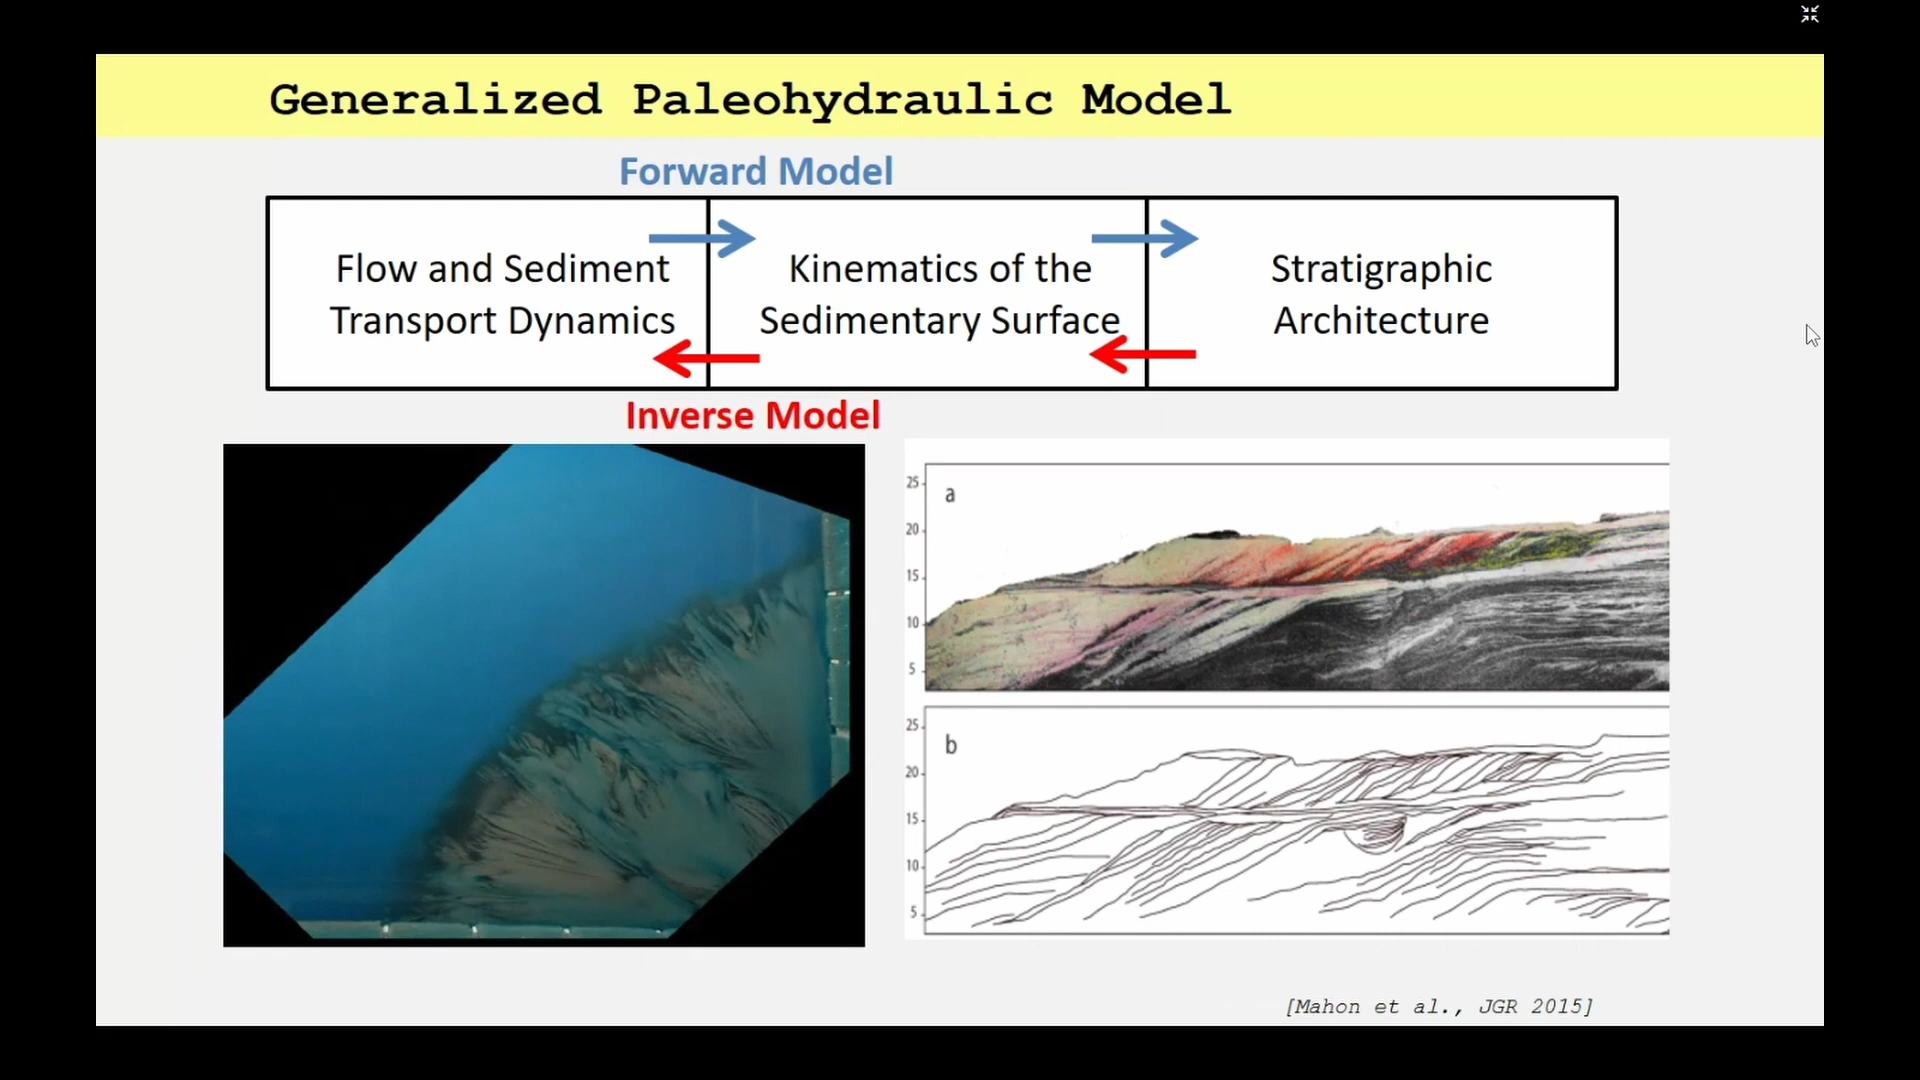 Generalized Paleohydraulic Model
Forward Model
Flow and Sediment
Transport Dynamics
Kinematics of the
Sedimentary Surface
Stratigraphic
Architecture
Inverse Model
a
25
20
15
10
5
b
25
20
15
10
5
[Mahon et al., JGR 2015]